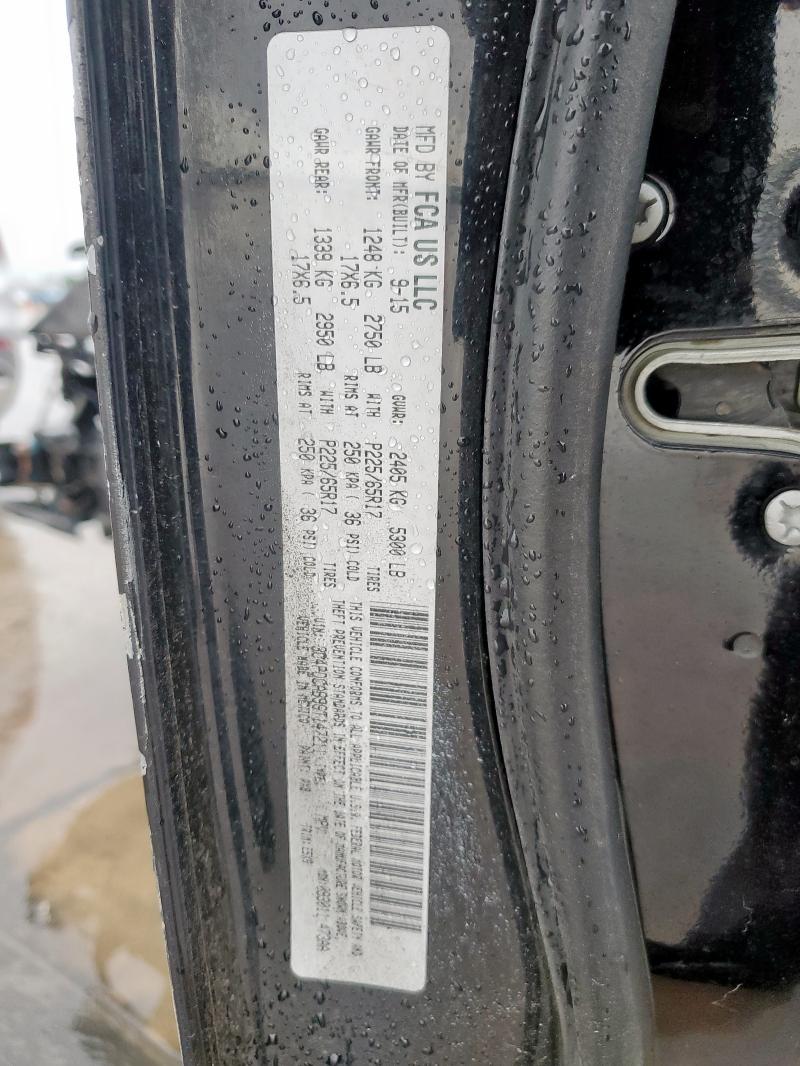 MFD BY FCA US LLC
DATE OF MFR(BUILT): 9-15 GVWR: 2405 KG 5300 LB
GAWR FRONT: 1248 KG 2750 LB WITH P225/65R17 TIRES
17X6.5 RIMS AT 250 KPA ( 36 PSI) COLD
GAWR REAR: 1339 KG 2950 LB WITH P225/65R17 TIRES
17X6.5 RIMS AT 250 KPA ( 36 PSI) COLD
THIS VEHICLE CONFORMS TO ALL APPLICABLE U.S.A. FEDERAL MOTOR VEHICLE SAFETY AND
THEFT PREVENTION STANDARDS IN EFFECT ON THE DATE OF MANUFACTURE SHOWN ABOVE.
VIN:
VEHICLE MADE IN MEXICO PAINT: TRIM: